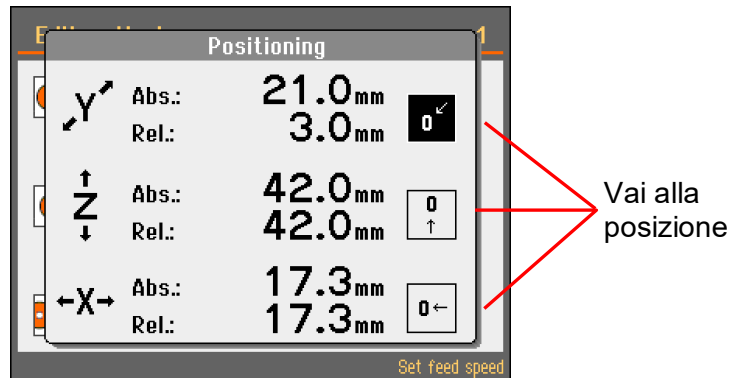 Positioning
1
Y
Abs.: 21.0mm
Rel.: 3.0mm
0
Z
Abs.: 42.0mm
Rel.: 42.0mm
0
←X→
Abs.: 17.3mm
Rel.: 17.3mm
0←
Vai alla
posizione
Set feed speed